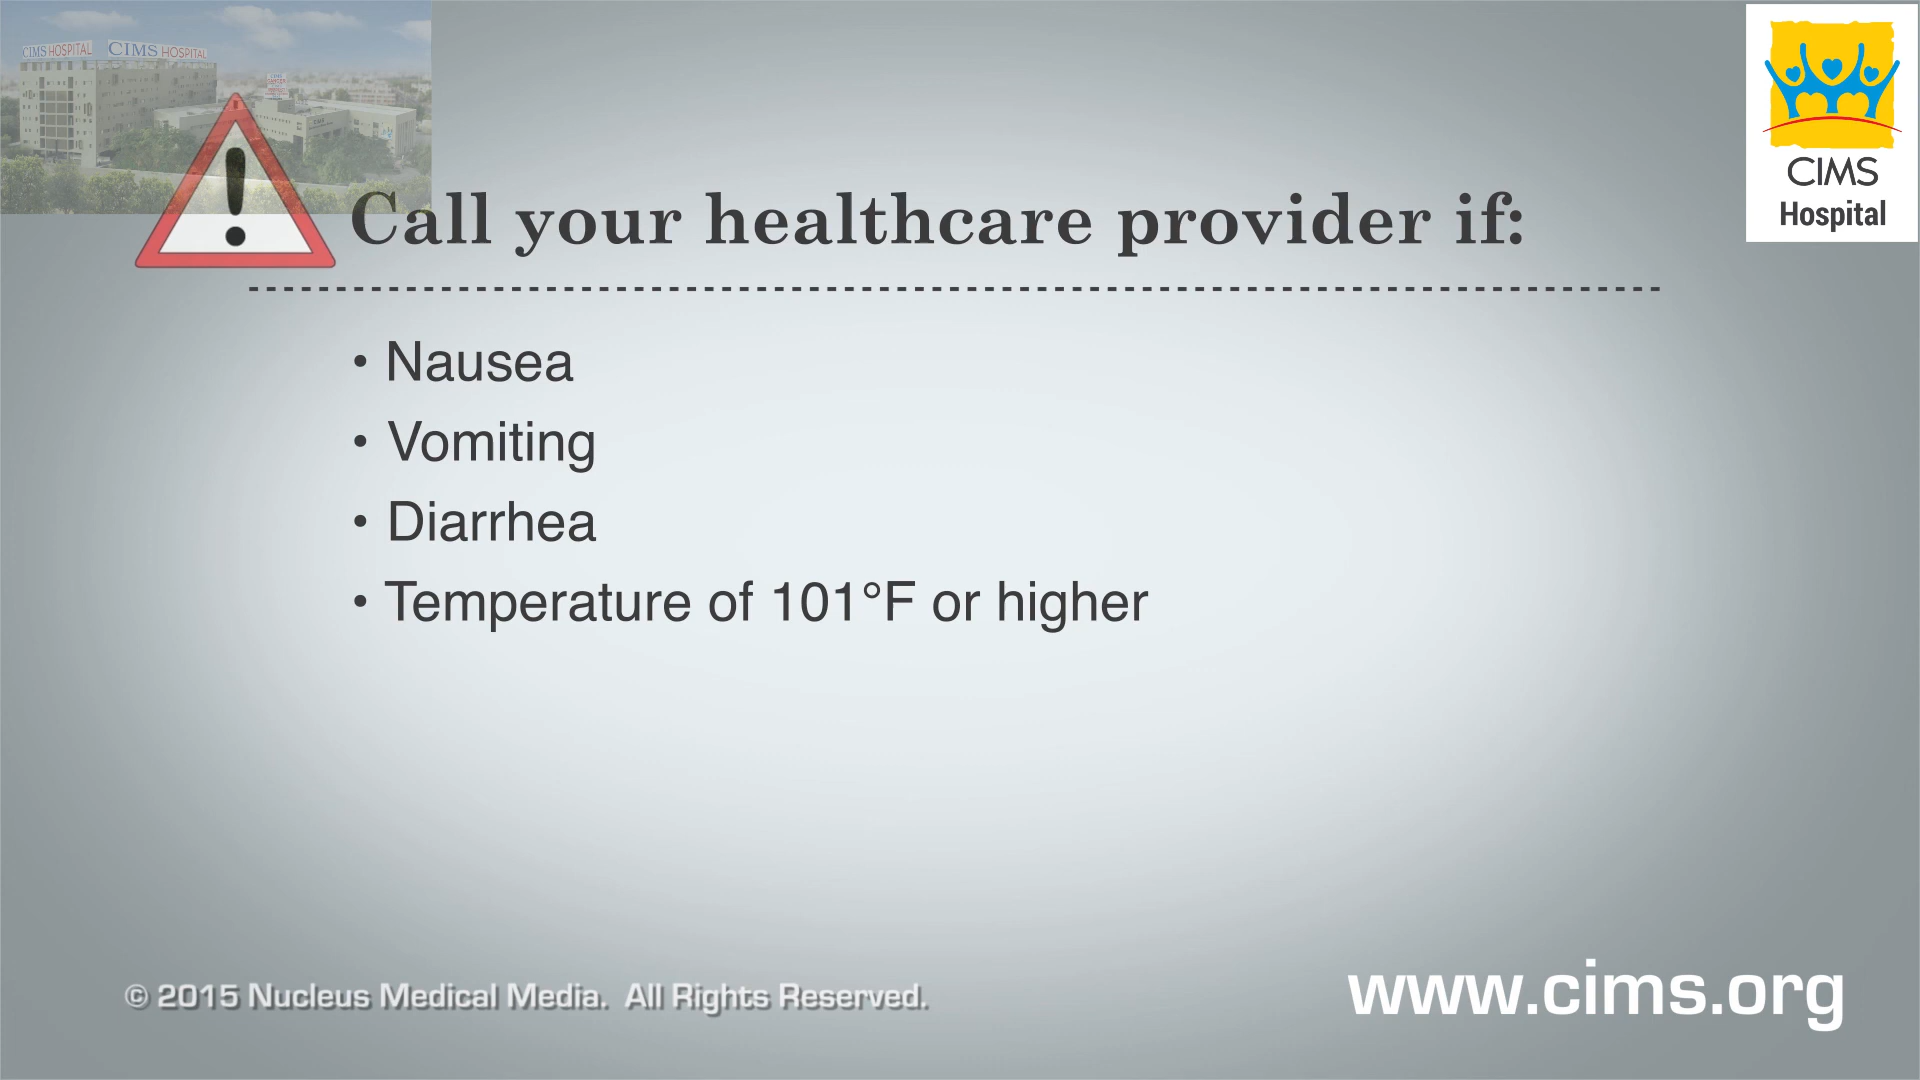 CIMS HOSPITAL CIMS HOSPITAL
CIMS
Hospital
Call your healthcare provider if:
• Nausea
• Vomiting
• Diarrhea
• Temperature of 101°F or higher
© 2015 Nucleus Medical Media. All Rights Reserved.
www.cims.org